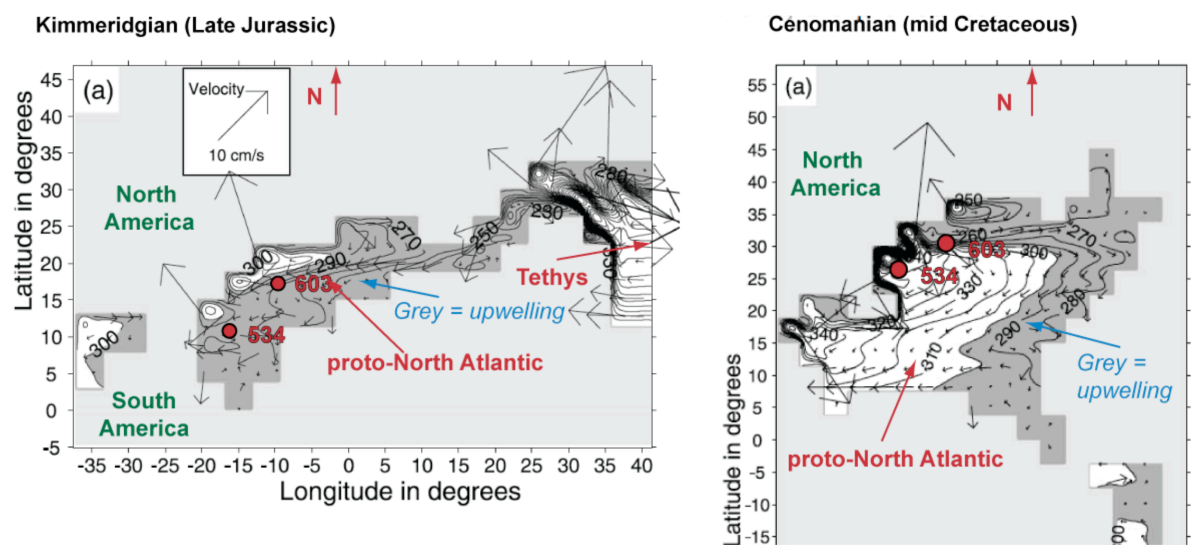 Kimmeridgian (Late Jurassic)
(a)
Velocity
10 cm/s
N
North
America
South
America
Tethys
Grey = upwelling
proto-North Atlantic
603
534
300
300
290
270
250
280
280
300
45
40
35
30
25
20
15
10
5
0
-5
-35 -30 -25 -20 -15 -10 -5 0 5 10 15 20 25 30 35 40
Latitude in degrees
Longitude in degrees
Cenomanian (mid Cretaceous)
(a)
N
North
America
250
260
270
280
290
300
310
320
330
340
603
534
Grey =
upwelling
proto-North Atlantic
55
50
45
40
35
30
25
20
15
10
5
0
-5
-10
-15
Latitude in degrees